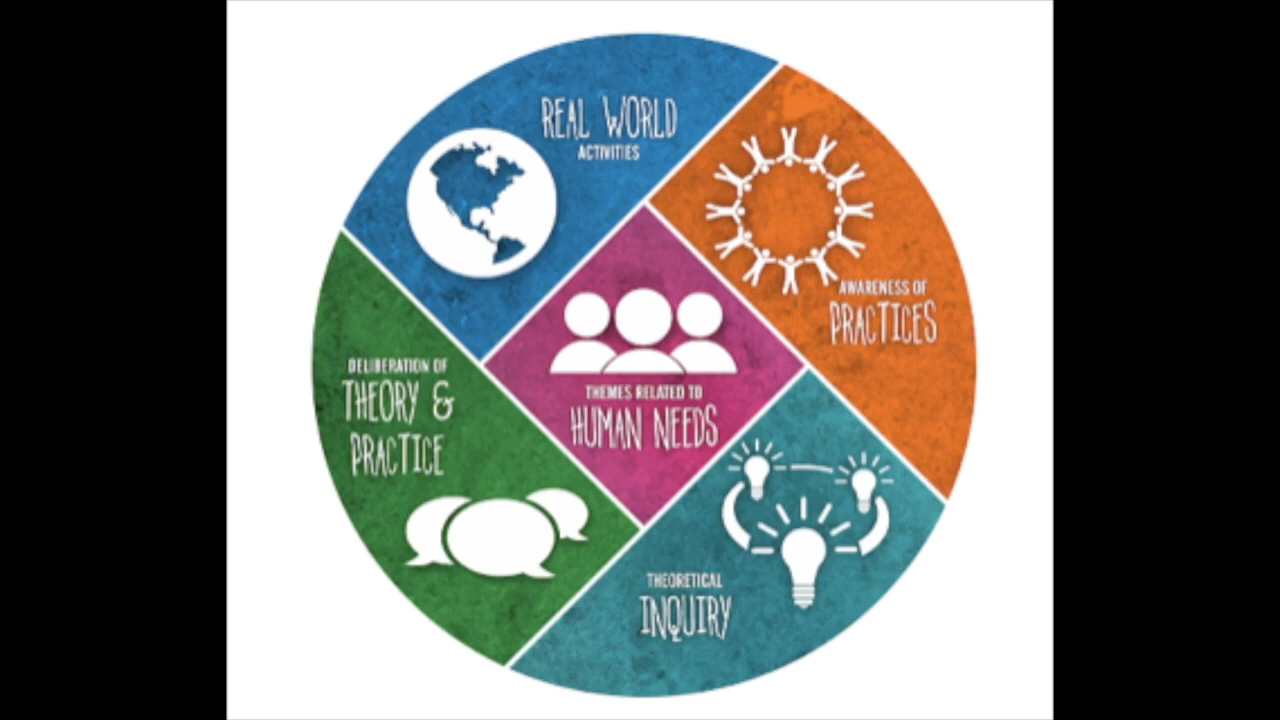 REAL WORLD
ACTIVITIES
AWARENESS OF
PRACTICES
THEMES RELATED TO
HUMAN NEEDS
DELIBERATION OF
THEORY &
PRACTICE
THEORETICAL
INQUIRY